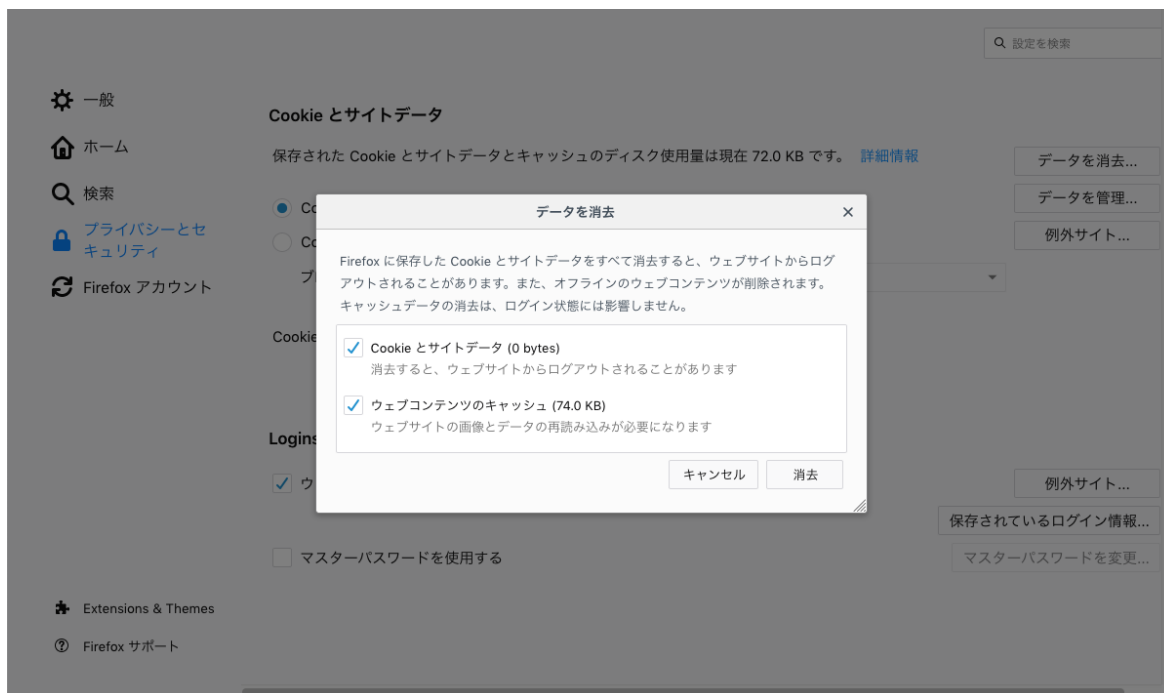 設定を検索
一般
ホーム
検索
プライバシーとセ
キュリティ
Firefox アカウント
Extensions & Themes
Firefox サポート
Cookie とサイトデータ
保存された Cookie とサイトデータとキャッシュのディスク使用量は現在 72.0 KB です。 詳細情報
データを消去...
データを管理...
例外サイト...
データを消去
Firefox に保存した Cookie とサイトデータをすべて消去すると、ウェブサイトからログ
アウトされることがあります。また、オフラインのウェブコンテンツが削除されます。
キャッシュデータの消去は、ログイン状態には影響しません。
Cookie とサイトデータ (0 bytes)
消去すると、ウェブサイトからログアウトされることがあります
ウェブコンテンツのキャッシュ (74.0 KB)
ウェブサイトの画像とデータの再読み込みが必要になります
キャンセル 消去
Cookie
Logins
例外サイト...
保存されているログイン情報...
マスターパスワードを使用する
マスターパスワードを変更...